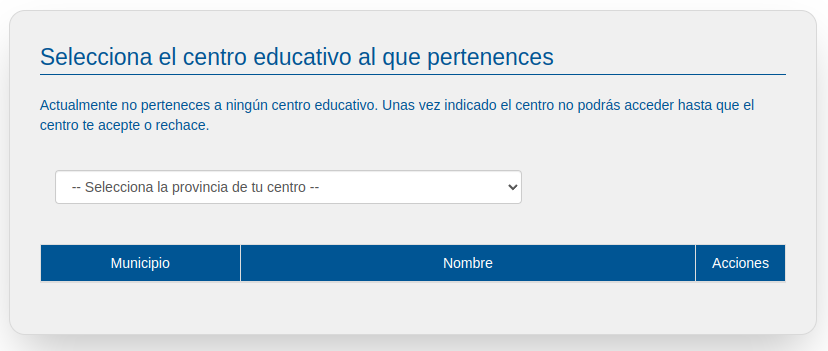 Selecciona el centro educativo al que pertenences
Actualmente no perteneces a ningún centro educativo. Unas vez indicado el centro no podrás acceder hasta que el
centro te acepte o rechace.
-- Selecciona la provincia de tu centro --
Municipio Nombre Acciones